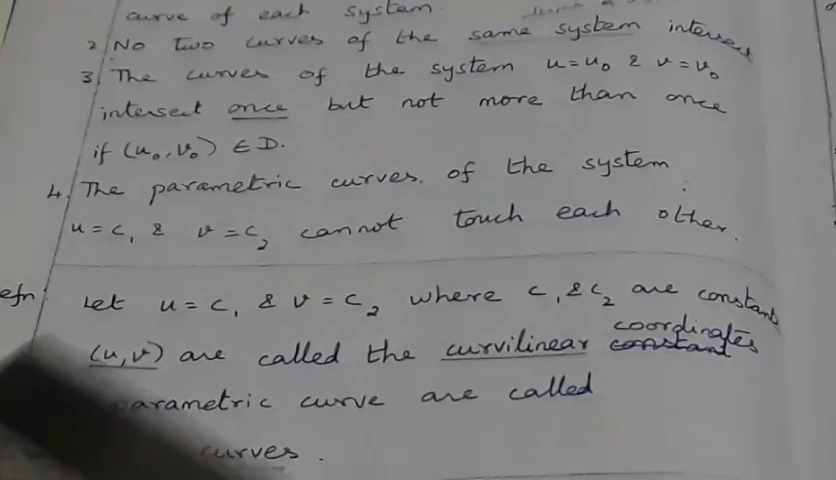 curve of each system.
2. No two curves of the same system intersect
3. The curves of the system u=u₀ & v=v₀
intersect once but not more than once
if (u₀,v₀) ∈ D.
4. The parametric curves. of the system
u=c₁ & v=c₂ cannot touch each other.
efn: Let u=c₁ & v=c₂ where c₁ & c₂ are constant
(u,v) are called the curvilinear coordinates constant
parametric curve are called
curves.